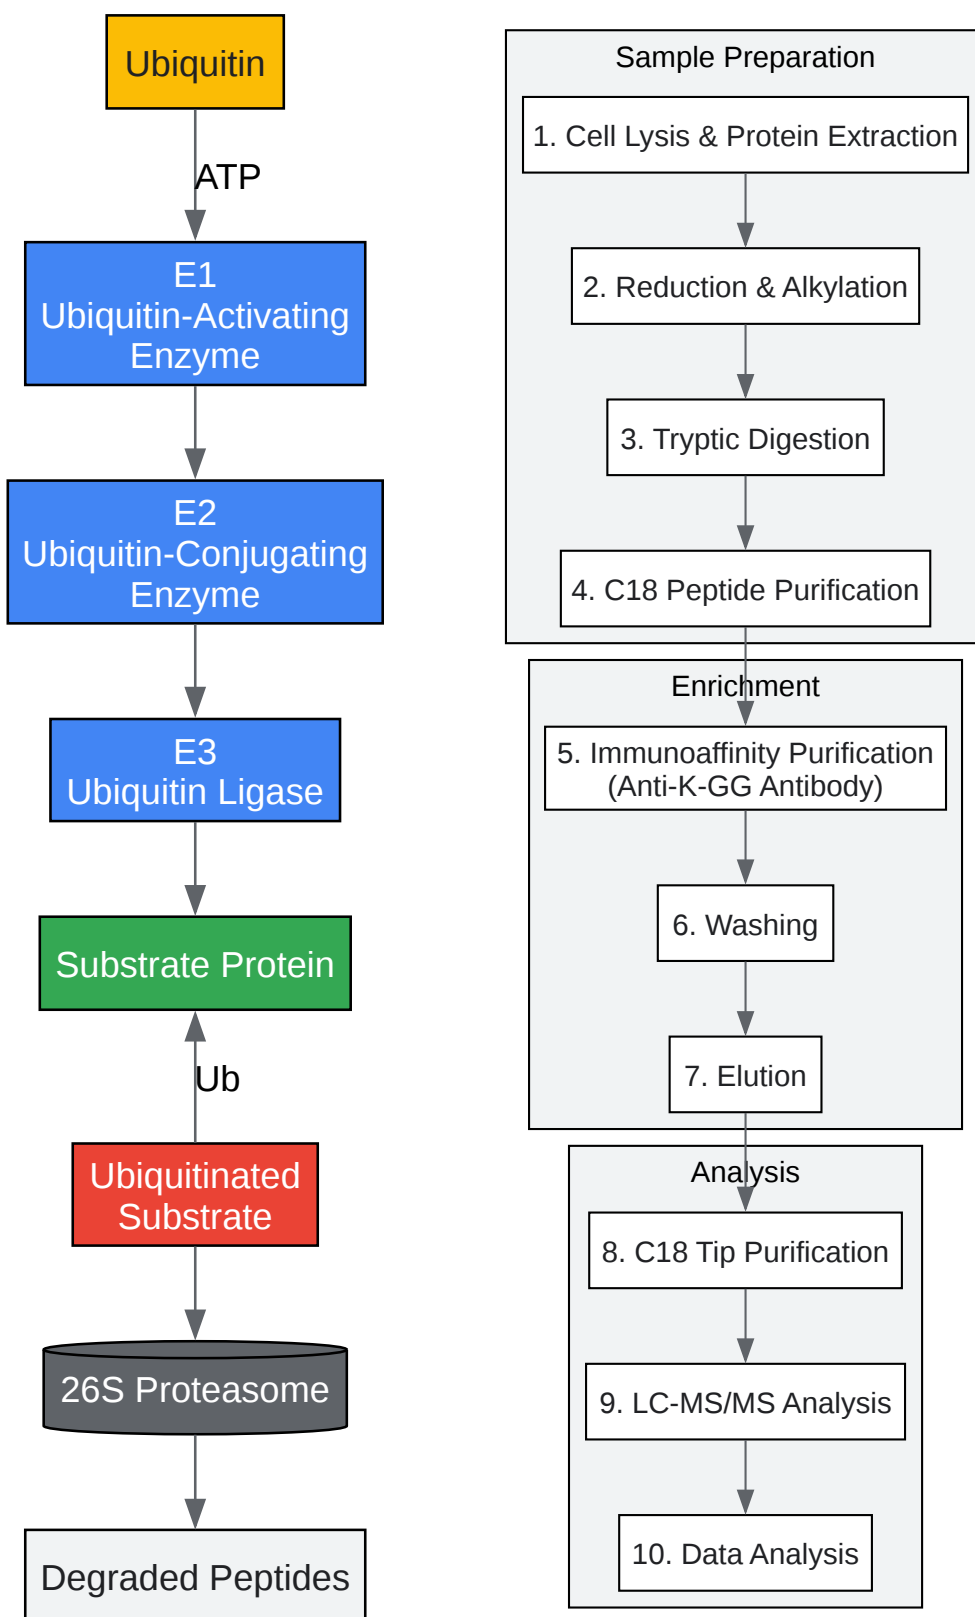 Ubiquitin
ATP
E1
Ubiquitin-Activating
Enzyme
E2
Ubiquitin-Conjugating
Enzyme
E3
Ubiquitin Ligase
Substrate Protein
Ub
Ubiquitinated
Substrate
26S Proteasome
Degraded Peptides
Sample Preparation
1. Cell Lysis & Protein Extraction
2. Reduction & Alkylation
3. Tryptic Digestion
4. C18 Peptide Purification
Enrichment
5. Immunoaffinity Purification
(Anti-K-GG Antibody)
6. Washing
7. Elution
Analysis
8. C18 Tip Purification
9. LC-MS/MS Analysis
10. Data Analysis